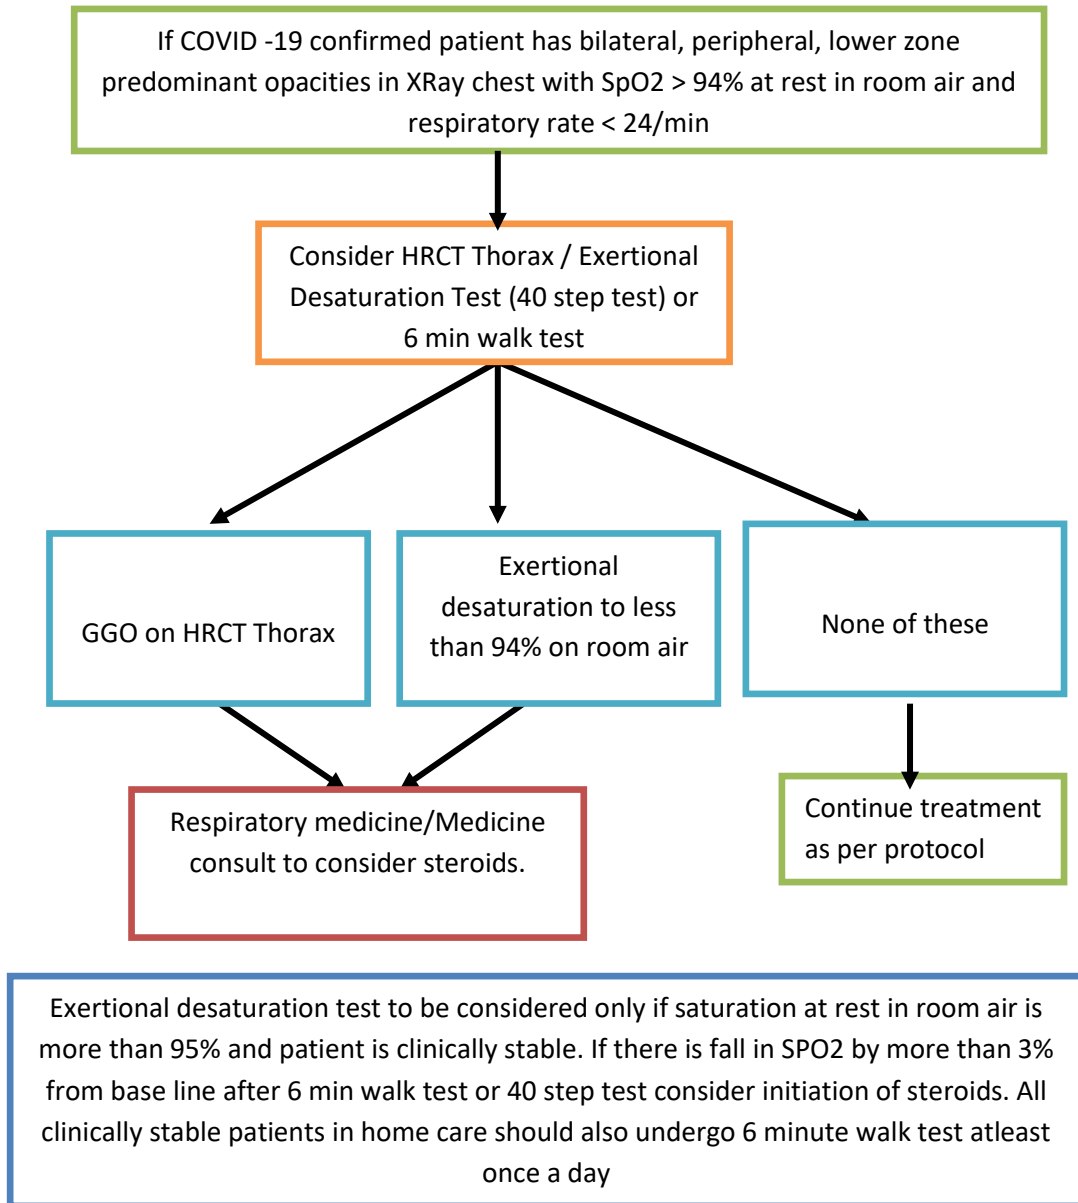 If COVID -19 confirmed patient has bilateral, peripheral, lower zone
predominant opacities in XRay chest with SpO2 > 94% at rest in room air and
respiratory rate < 24/min
Consider HRCT Thorax / Exertional
Desaturation Test (40 step test) or
6 min walk test
GGO on HRCT Thorax
Exertional
desaturation to less
than 94% on room air
None of these
Respiratory medicine/Medicine
consult to consider steroids.
Continue treatment
as per protocol
Exertional desaturation test to be considered only if saturation at rest in room air is
more than 95% and patient is clinically stable. If there is fall in SPO2 by more than 3%
from base line after 6 min walk test or 40 step test consider initiation of steroids. All
clinically stable patients in home care should also undergo 6 minute walk test atleast
once a day